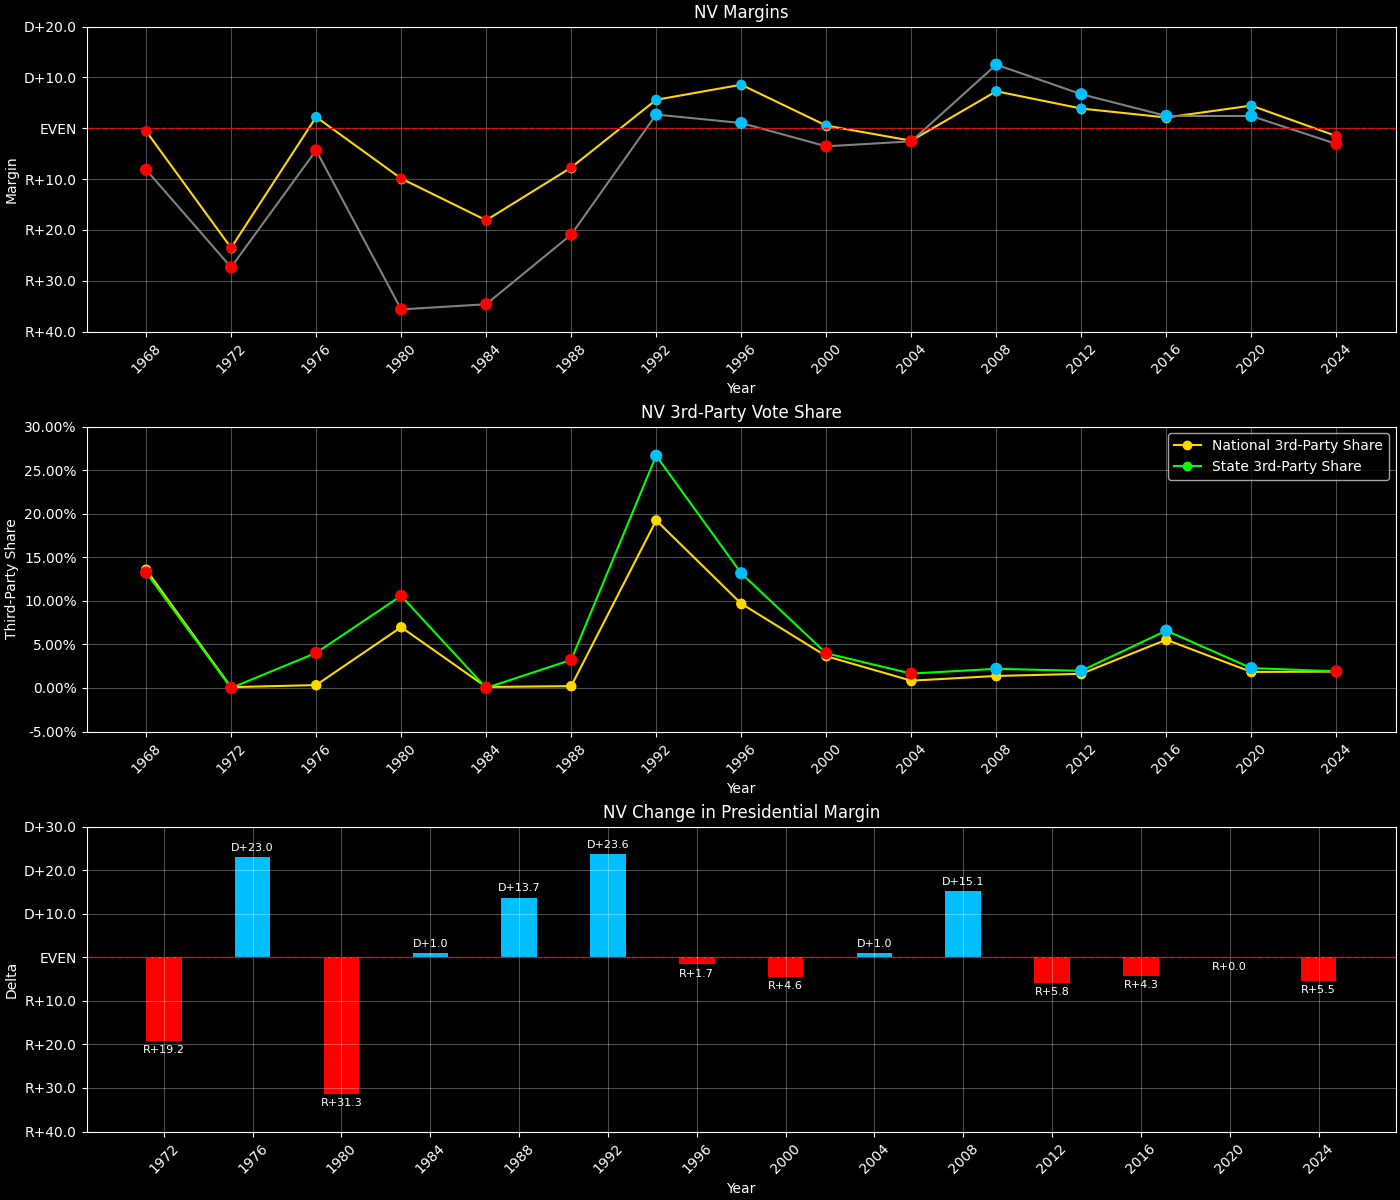 NV Margins
D+20.0
D+10.0
EVEN
R+10.0
R+20.0
R+30.0
R+40.0
Margin
1968 1972 1976 1980 1984 1988 1992 1996 2000 2004 2008 2012 2016 2020 2024
Year
NV 3rd-Party Vote Share
30.00%
25.00%
20.00%
15.00%
10.00%
5.00%
0.00%
-5.00%
Third-Party Share
National 3rd-Party Share
State 3rd-Party Share
1968 1972 1976 1980 1984 1988 1992 1996 2000 2004 2008 2012 2016 2020 2024
Year
NV Change in Presidential Margin
D+30.0
D+20.0
D+10.0
EVEN
R+10.0
R+20.0
R+30.0
R+40.0
Delta
R+19.2
D+23.0
R+31.3
D+1.0
D+13.7
D+23.6
R+1.7
R+4.6
D+1.0
D+15.1
R+5.8
R+4.3
R+0.0
R+5.5
1972 1976 1980 1984 1988 1992 1996 2000 2004 2008 2012 2016 2020 2024
Year